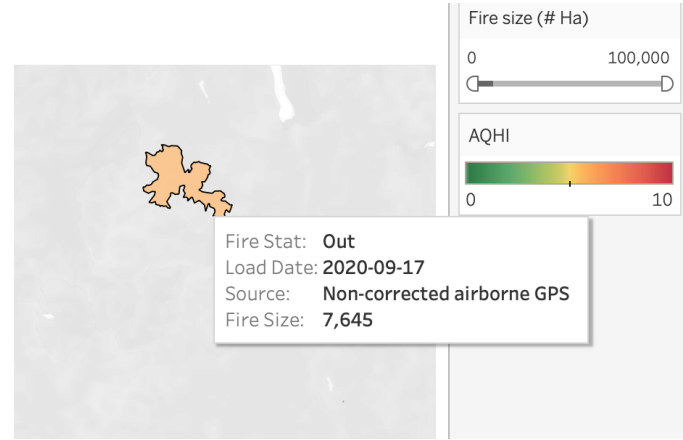 Fire size (# Ha)
0 100,000
AQHI
0 10
Fire Stat: Out
Load Date: 2020-09-17
Source: Non-corrected airborne GPS
Fire Size: 7,645